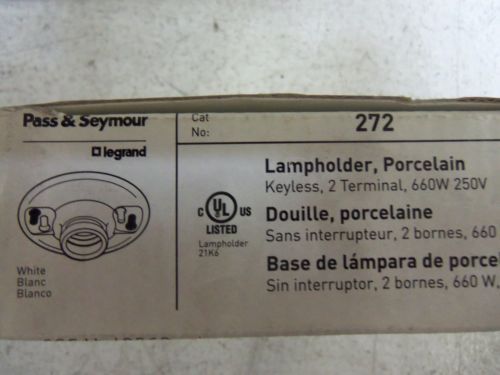 Pass & Seymour
legrand
Cat
No:
272
Lampholder, Porcelain
Keyless, 2 Terminal, 660W 250V
C UL US
LISTED
Lampholder
21K6
Douille, porcelaine
Sans interrupteur, 2 bornes, 660
Base de lámpara de porcel
Sin interruptor, 2 bornes, 660 W,
White
Blanc
Blanco